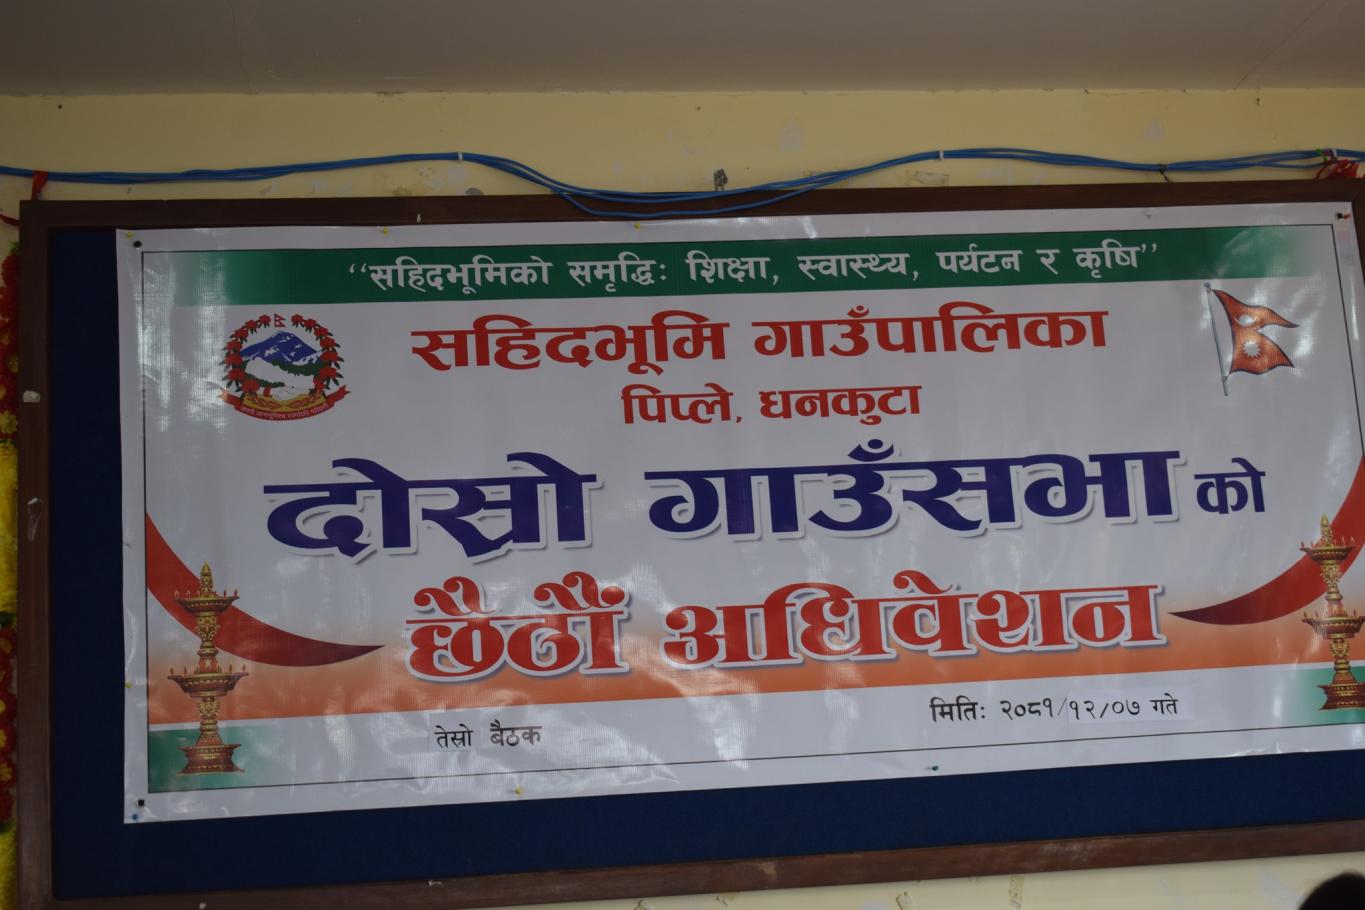 “सहिदभूमिको समृद्धिः शिक्षा, स्वास्थ्य, पर्यटन र कृषि”
सहिदभूमि गाउँपालिका
पिप्ले, धनकुटा
दोस्रो गाउँसभा को
छैठौं अधिवेशन
मितिः २०८१/१२/०७ गते
तेस्रो बैठक